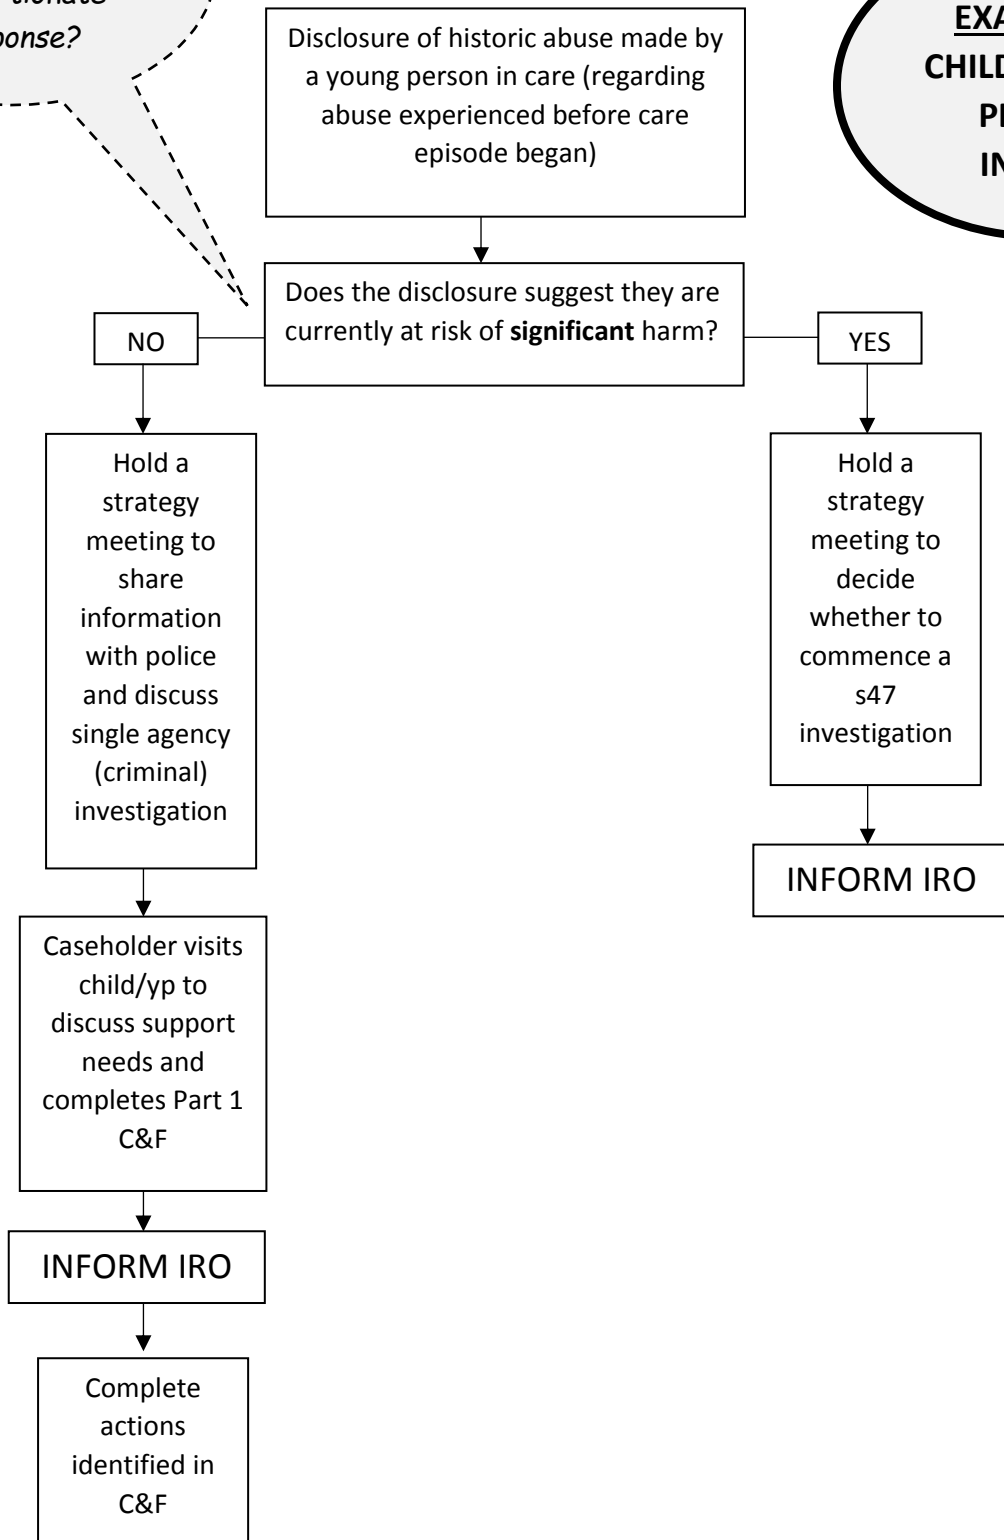 ponse?
EXA
CHILD
IN
Disclosure of historic abuse made by
a young person in care (regarding
abuse experienced before care
episode began)
Does the disclosure suggest they are
currently at risk of significant harm?
NO
YES
Hold a
strategy
meeting to
share
information
with police
and discuss
single agency
(criminal)
investigation
Hold a
strategy
meeting to
decide
whether to
commence a
s47
investigation
INFORM IRO
Caseholder visits
child/yp to
discuss support
needs and
completes Part 1
C&F
INFORM IRO
Complete
actions
identified in
C&F